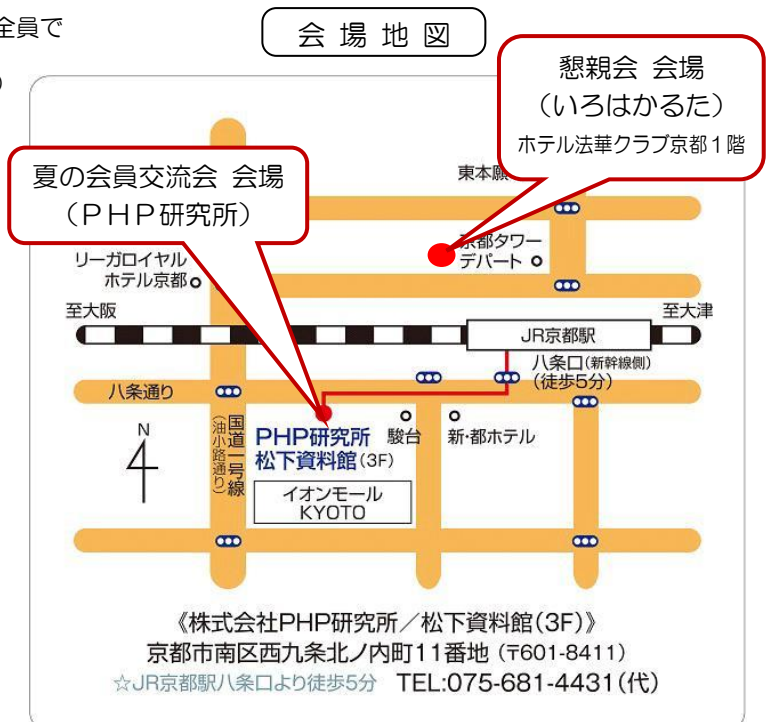 全員で
会 場 地 図
懇親会 会場
（いろはかるた）
ホテル法華クラブ京都１階
夏の会員交流会 会場
（ＰＨＰ研究所）
東本願
京都タワー
デパート
リーガロイヤル
ホテル京都
至大阪
至大津
JR京都駅
八条口(新幹線側)
(徒歩5分)
八条通り
国道一号線
(油小路通り)
N
PHP研究所
松下資料館(3F)
駿台
新・都ホテル
イオンモール
KYOTO
《株式会社PHP研究所／松下資料館(3F)》
京都市南区西九条北ノ内町11番地 (〒601-8411)
☆JR京都駅八条口より徒歩5分 TEL:075-681-4431(代)